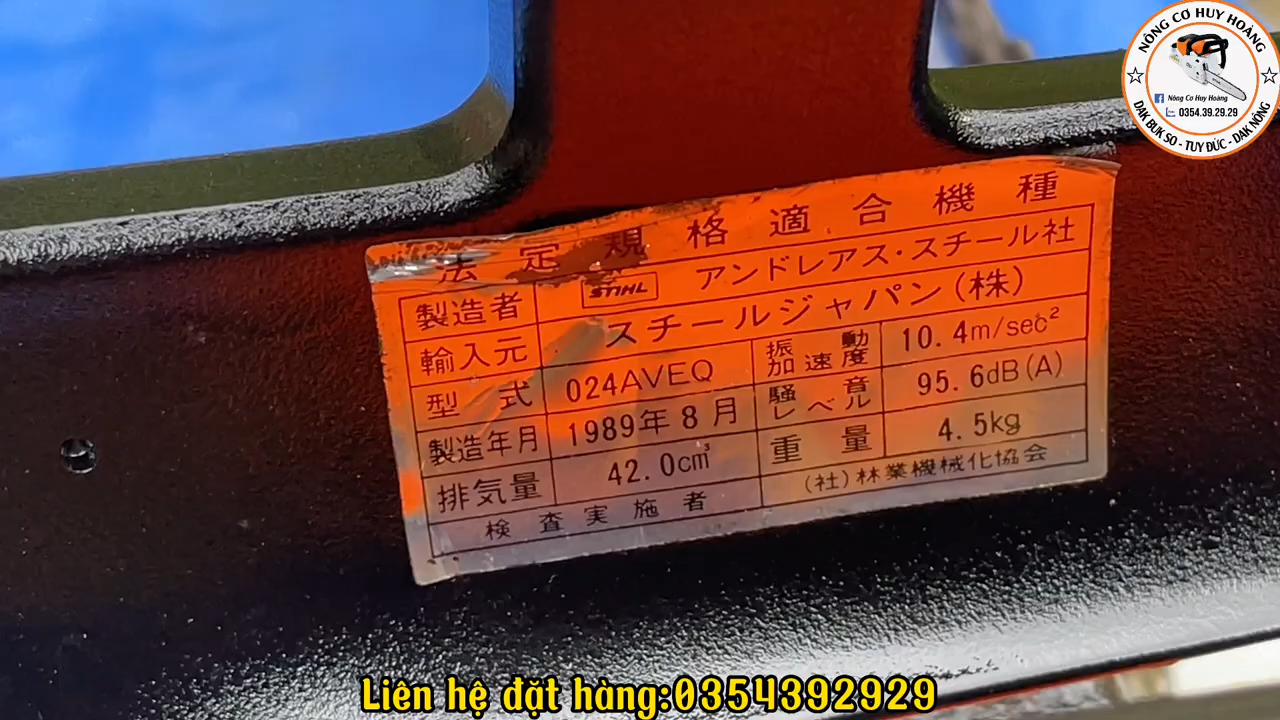 NÔNG CƠ HUY HOÀNG
Nông Cơ Huy Hoàng
0354.39.29.29
DAK BUK SO - TUY ĐỨC - DAK NÔNG
法定規格適合機種
製造者 STIHL アンドレアス・スチール社
輸入元 スチールジャパン(株)
型式 024AVEQ 振動加速度 10.4m/sec²
製造年月 1989年8月 騒音レベル 95.6dB(A)
排気量 42.0cm³ 重量 4.5kg
検査実施者 (社)林業機械化協会
Liên hệ đặt hàng:0354392929